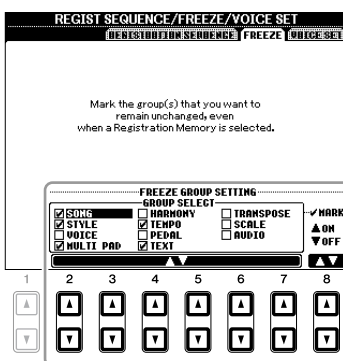 REGIST SEQUENCE/FREEZE/VOICE SET
REGISTRATION SEQUENCE FREEZE VOICE SET
Mark the group(s) that you want to
remain unchanged, even
when a Registration Memory is selected.
FREEZE GROUP SETTING
GROUP SELECT
SONG HARMONY TRANSPOSE MARK
STYLE TEMPO SCALE ▲ON
VOICE PEDAL AUDIO ▼OFF
MULTI PAD TEXT
1 2 3 4 5 6 7 8